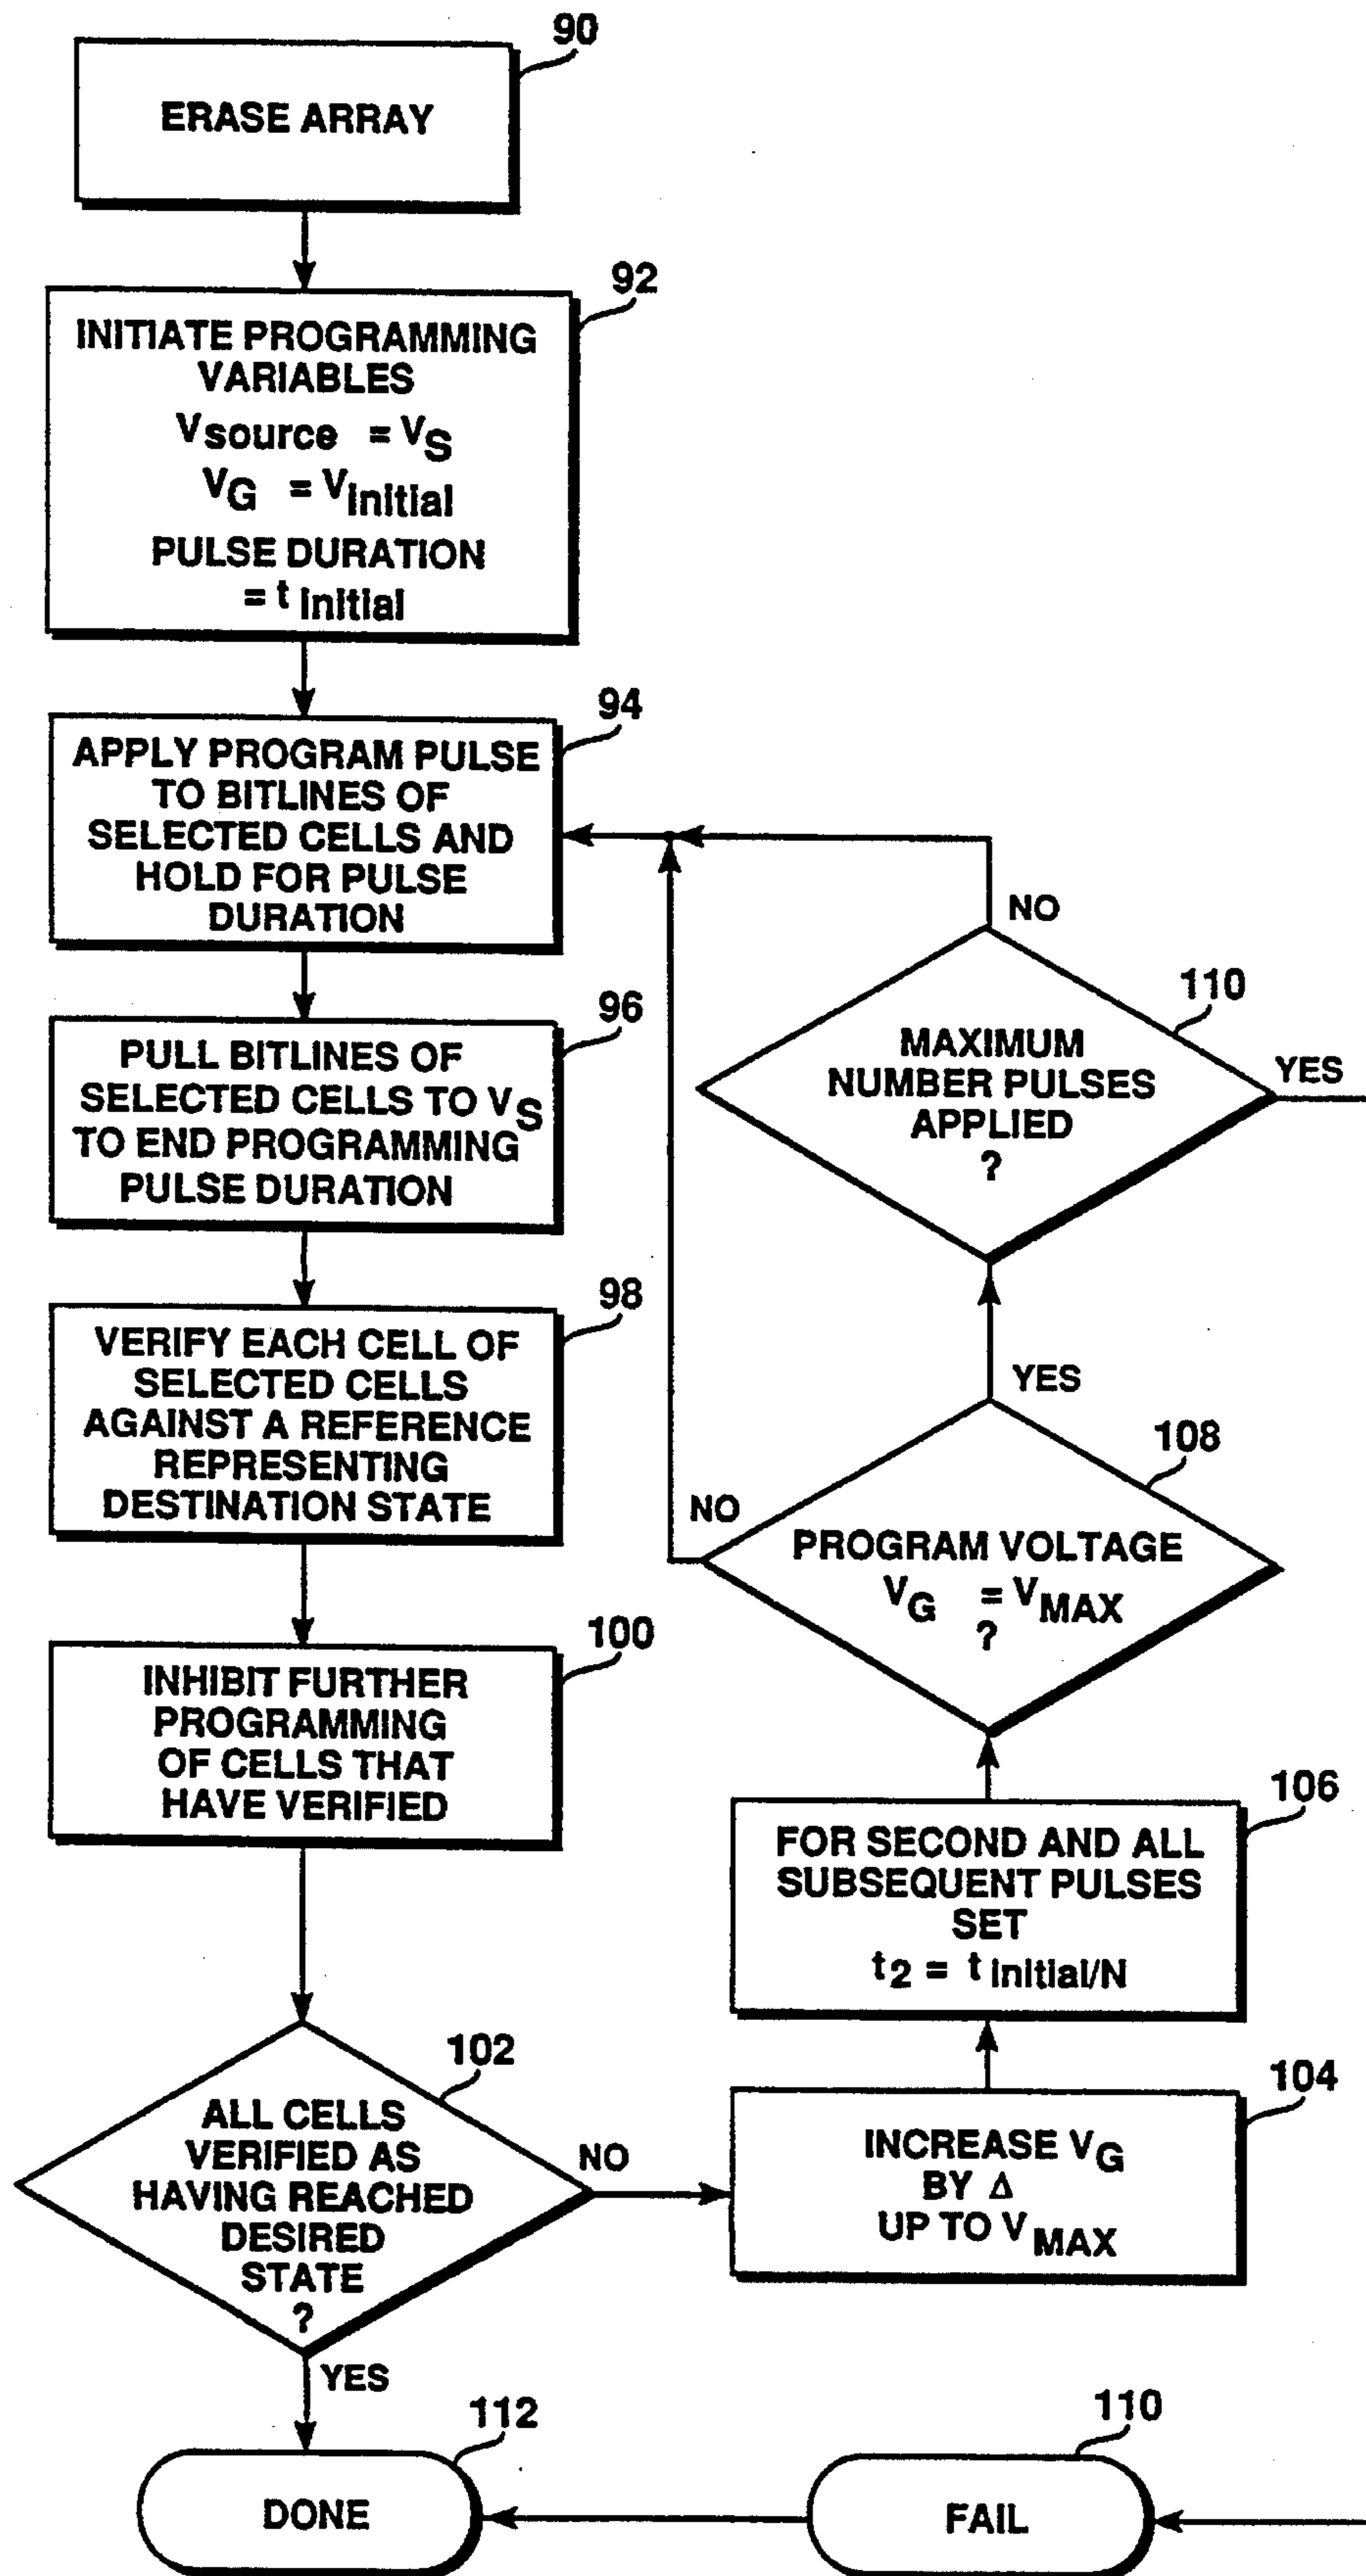 90
ERASE ARRAY
92
INITIATE PROGRAMMING
VARIABLES
Vsource = VS
VG = VInitial
PULSE DURATION
= t Initial
94
APPLY PROGRAM PULSE
TO BITLINES OF
SELECTED CELLS AND
HOLD FOR PULSE
DURATION
96
PULL BITLINES OF
SELECTED CELLS TO VS
TO END PROGRAMMING
PULSE DURATION
98
VERIFY EACH CELL OF
SELECTED CELLS
AGAINST A REFERENCE
REPRESENTING
DESTINATION STATE
100
INHIBIT FURTHER
PROGRAMMING
OF CELLS THAT
HAVE VERIFIED
102
ALL CELLS
VERIFIED AS
HAVING REACHED
DESIRED
STATE
?
NO
YES
104
INCREASE VG
BY Δ
UP TO VMAX
106
FOR SECOND AND ALL
SUBSEQUENT PULSES
SET
t2 = t Initial/N
108
PROGRAM VOLTAGE
VG = VMAX
?
NO
YES
110
MAXIMUM
NUMBER PULSES
APPLIED
?
NO
YES
112
DONE
110
FAIL